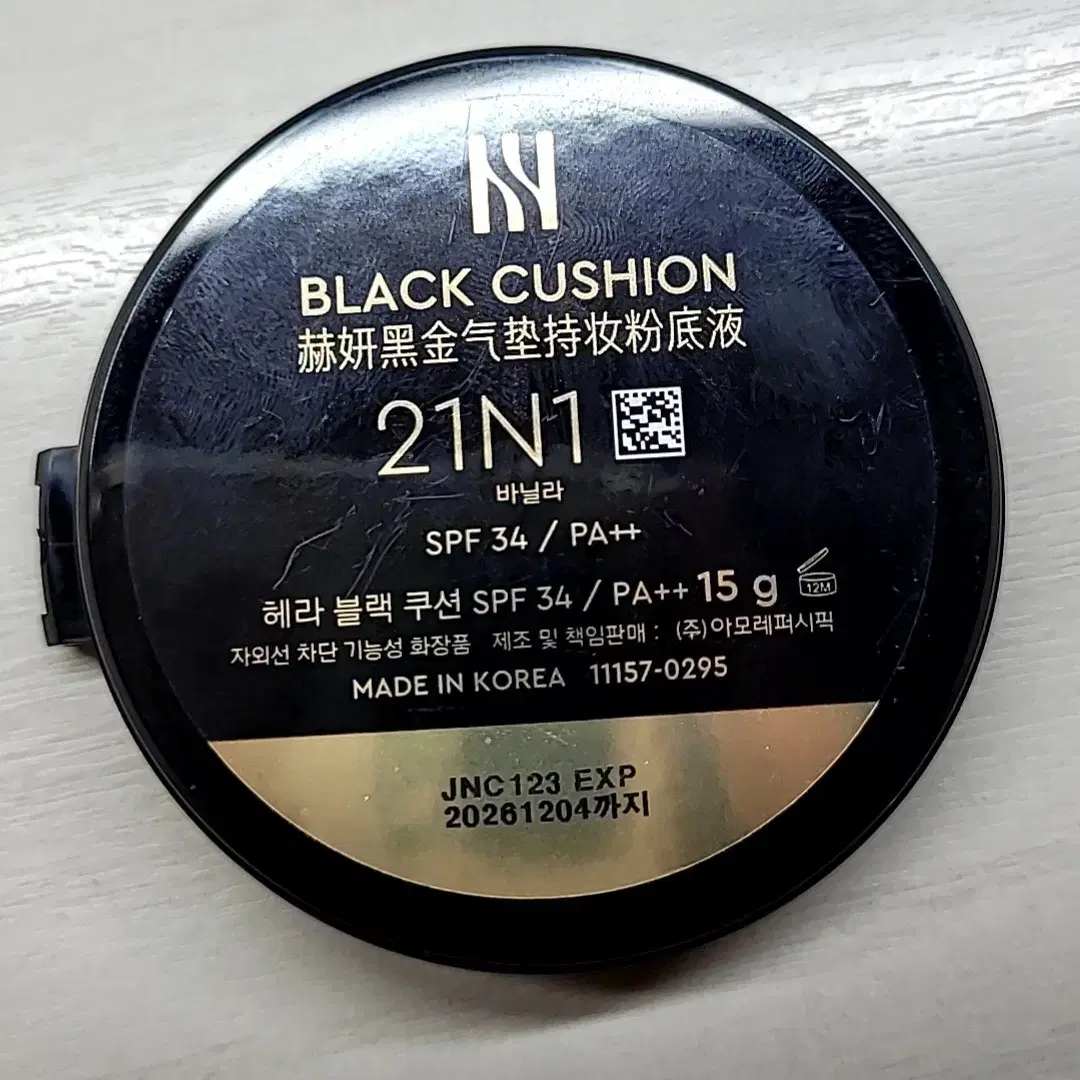 BLACK CUSHION
赫妍黑金气垫持妆粉底液
21N1
바닐라
SPF 34 / PA++
헤라 블랙 쿠션 SPF 34 / PA++ 15 g 12M
자외선 차단 기능성 화장품 제조 및 책임판매 : (주)아모레퍼시픽
MADE IN KOREA 11157-0295
JNC123 EXP
20261204까지